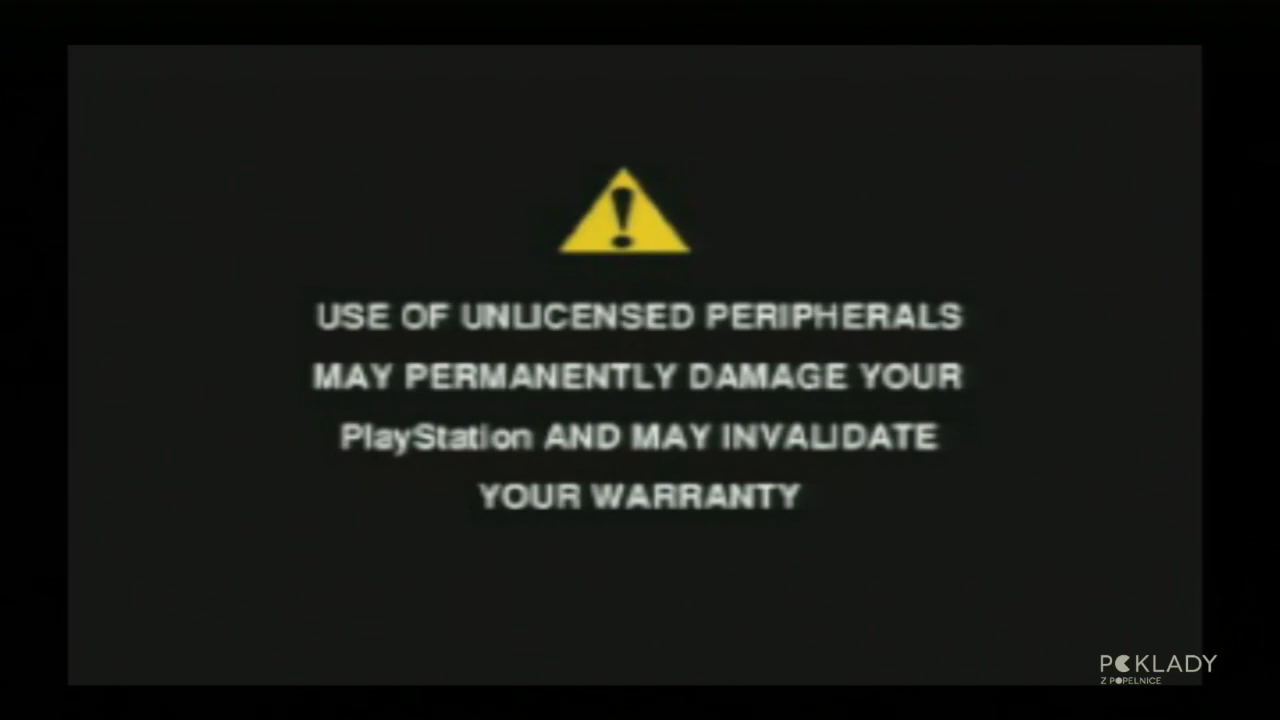 USE OF UNLICENSED PERIPHERALS
MAY PERMANENTLY DAMAGE YOUR
PlayStation AND MAY INVALIDATE
YOUR WARRANTY
POKLADY
Z POPELNICE